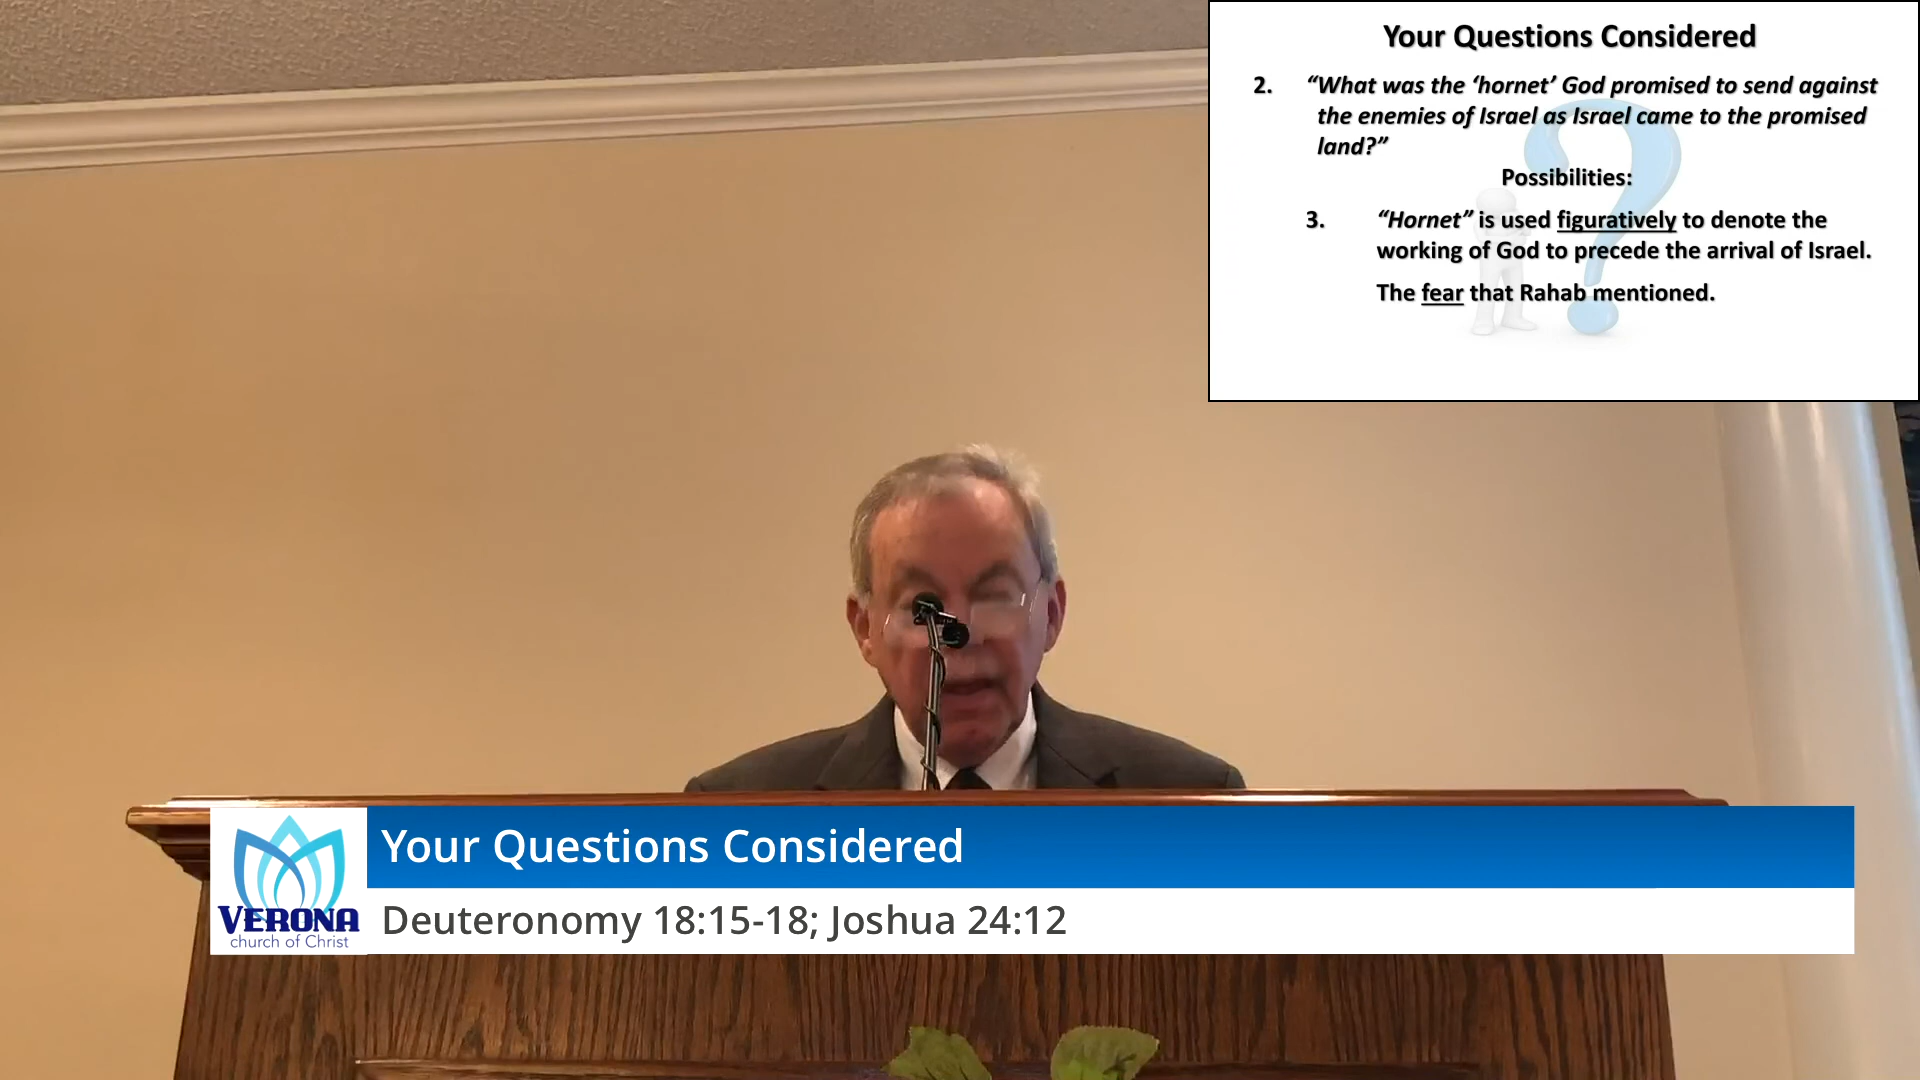 Your Questions Considered
2. “What was the ‘hornet’ God promised to send against
the enemies of Israel as Israel came to the promised
land?”
Possibilities:
3. “Hornet” is used figuratively to denote the
working of God to precede the arrival of Israel.
The fear that Rahab mentioned.
VERONA
church of Christ
Your Questions Considered
Deuteronomy 18:15-18; Joshua 24:12